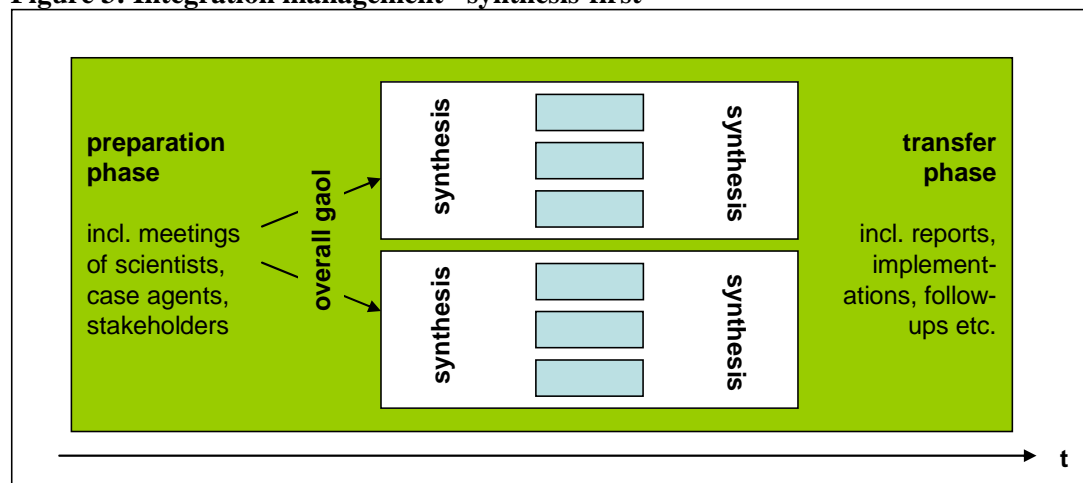 Figure Integration management synthesis-first
preparation
phase
incl. meetings
of scientists,
case agents,
stakeholders
overall gaol
synthesis
synthesis
synthesis
synthesis
transfer
phase
incl. reports,
implement-
ations, follow-
ups etc.
t